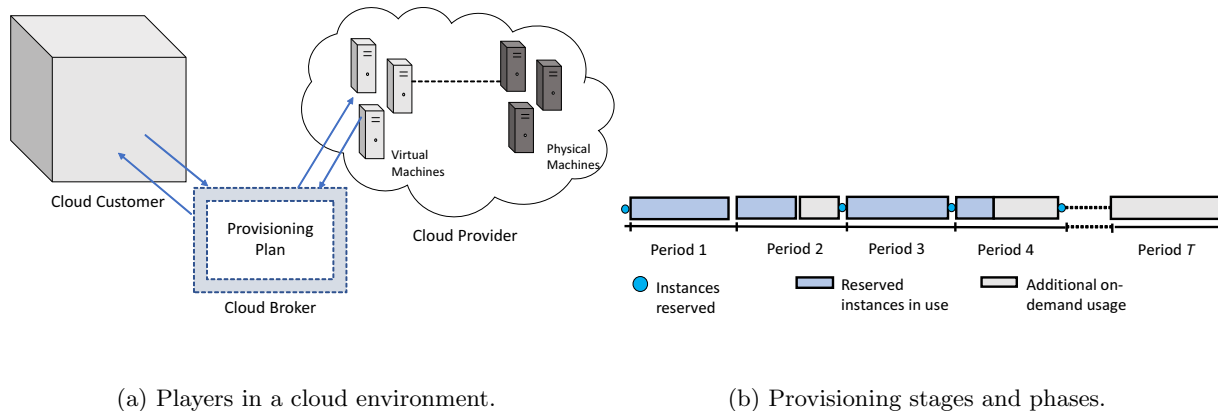 Cloud Customer
Virtual
Machines
Physical
Machines
Cloud Provider
Provisioning
Plan
Cloud Broker
(a) Players in a cloud environment.
Period 1
Period 2
Period 3
Period 4
Period T
Instances
reserved
Reserved
instances in use
Additional on-
demand usage
(b) Provisioning stages and phases.